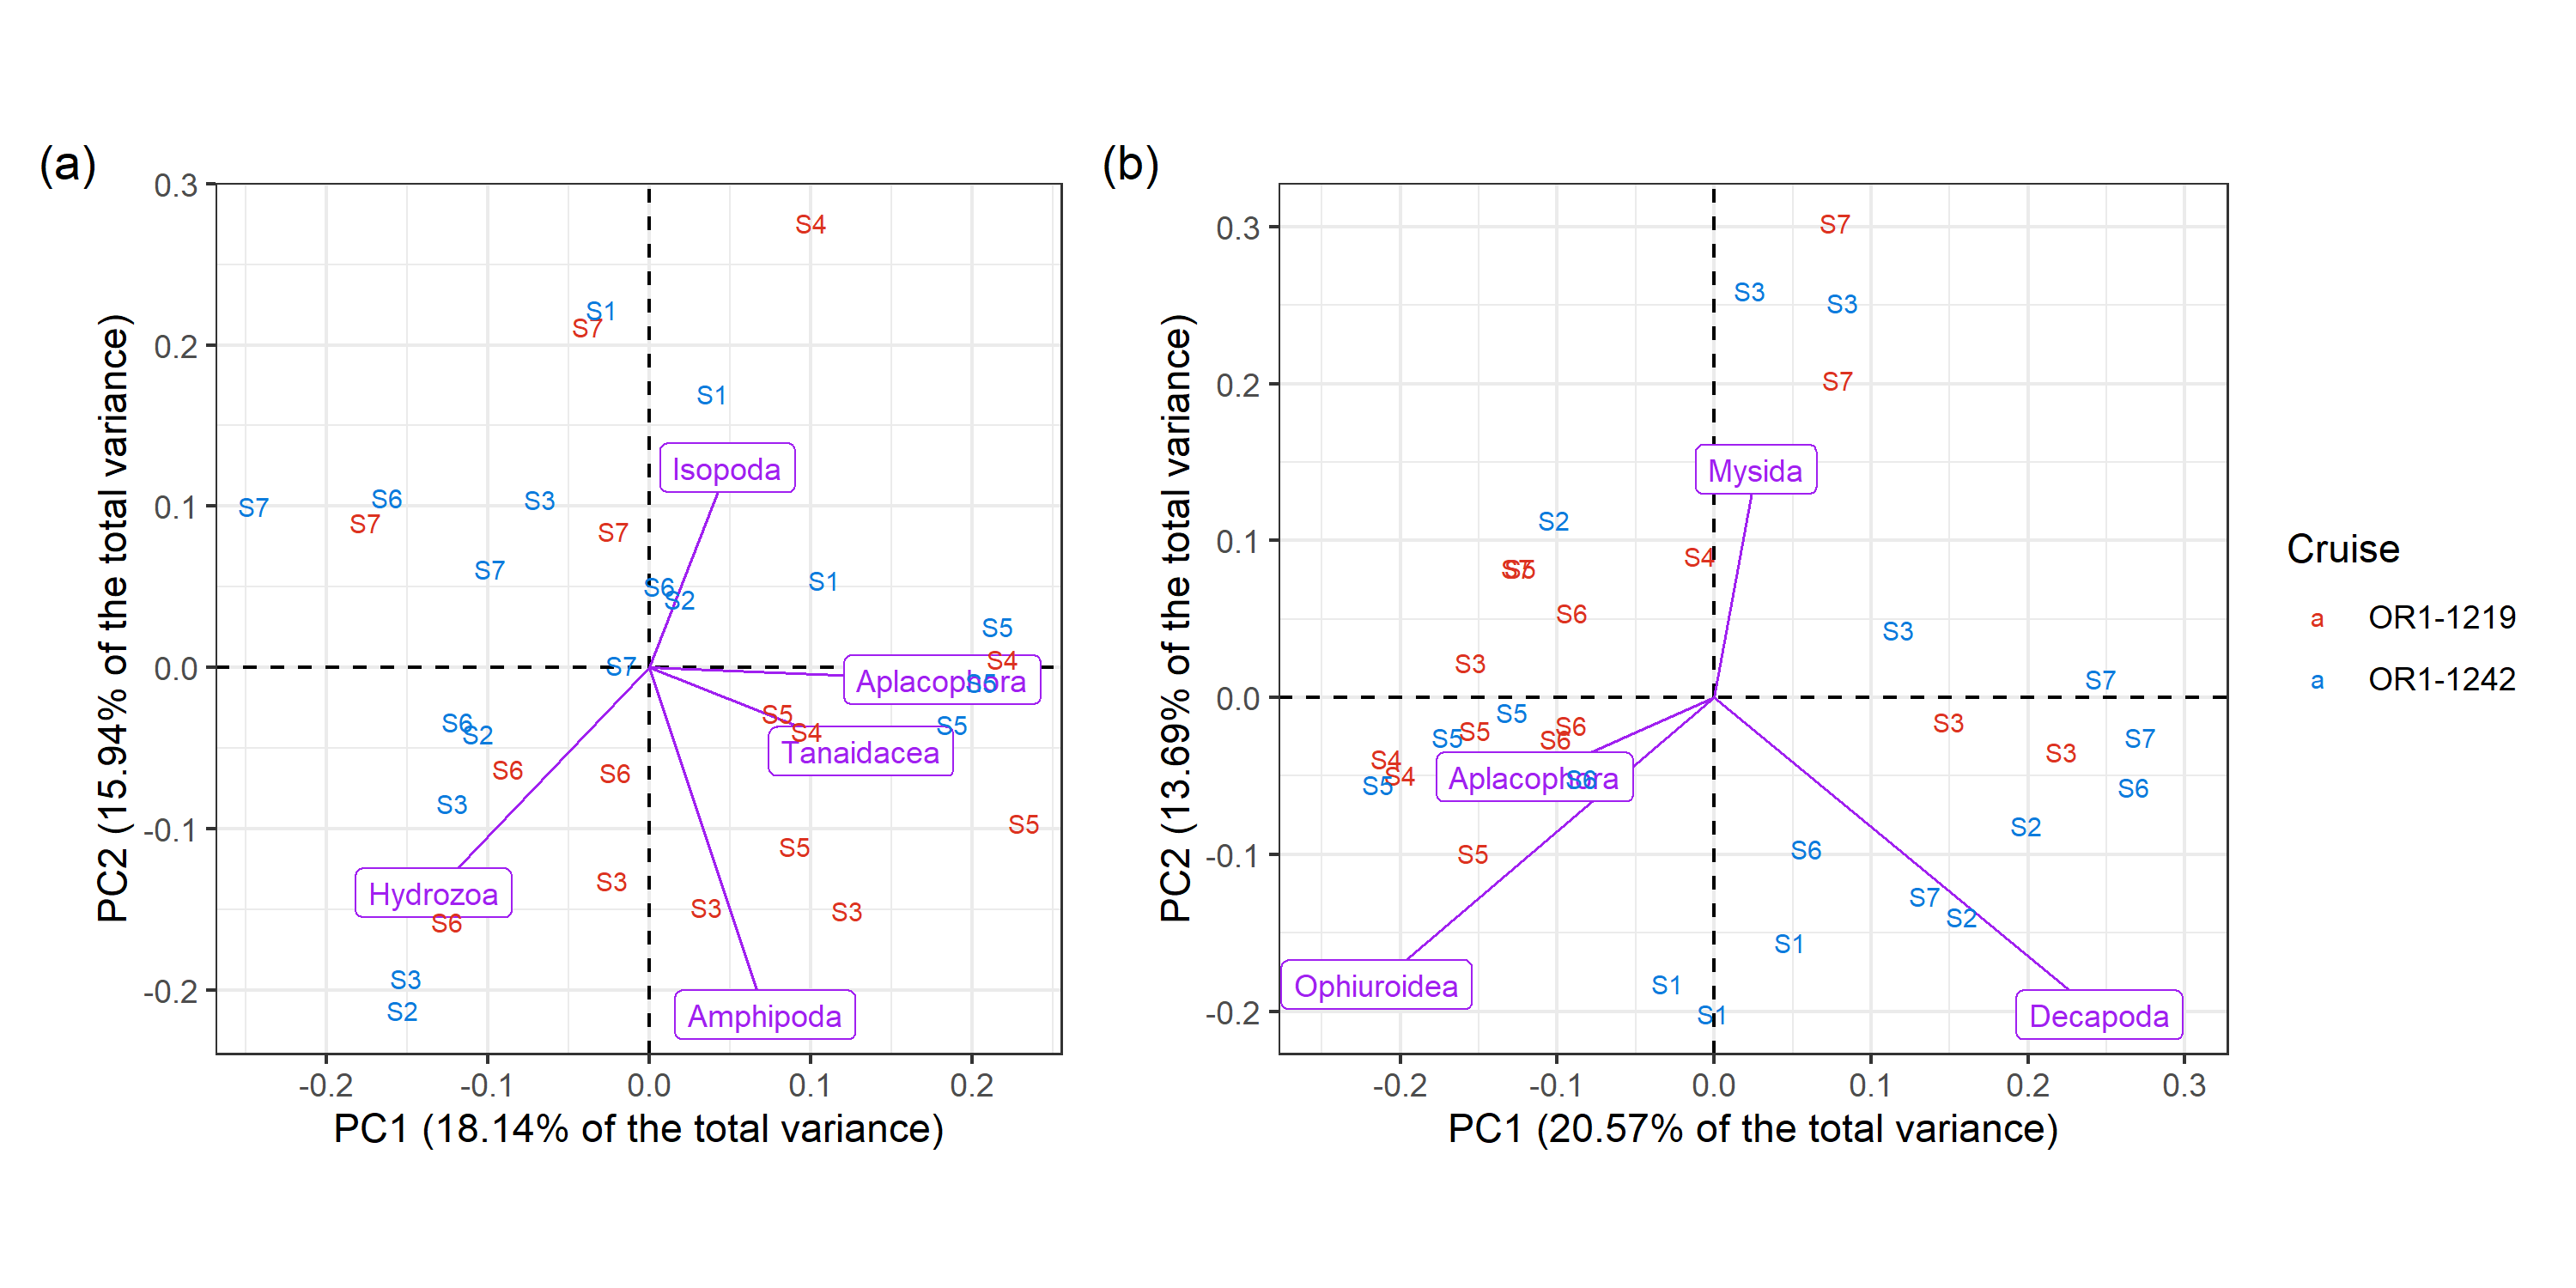 (a)
PC2 (15.94% of the total variance)
0.3
0.2
0.1
0.0
-0.1
-0.2
S4
S1
S7
S1
Isopoda
S7
S6
S3
S7
S7
S7
S6
S2
S1
S5
S4
S7
Aplacophora
S5
S5
S6
S2
S5
S4
Tanaidacea
S6
S6
S3
S5
S5
Hydrozoa
S3
S3
S3
S6
S3
S2
Amphipoda
-0.2
-0.1
0.0
0.1
0.2
PC1 (18.14% of the total variance)
(b)
PC2 (13.69% of the total variance)
0.3
0.2
0.1
0.0
-0.1
-0.2
S7
S3
S3
S7
Mysida
S2
S4
S7
S6
S3
S3
S7
S5
S3
S5
S5
S6
S6
S7
S3
S4
S4
S5
Aplacophora
S6
S6
S2
S6
S5
S7
S2
S1
S1
Ophiuroidea
S1
Decapoda
-0.2
-0.1
0.0
0.1
0.2
0.3
PC1 (20.57% of the total variance)
Cruise
a OR1-1219
a OR1-1242